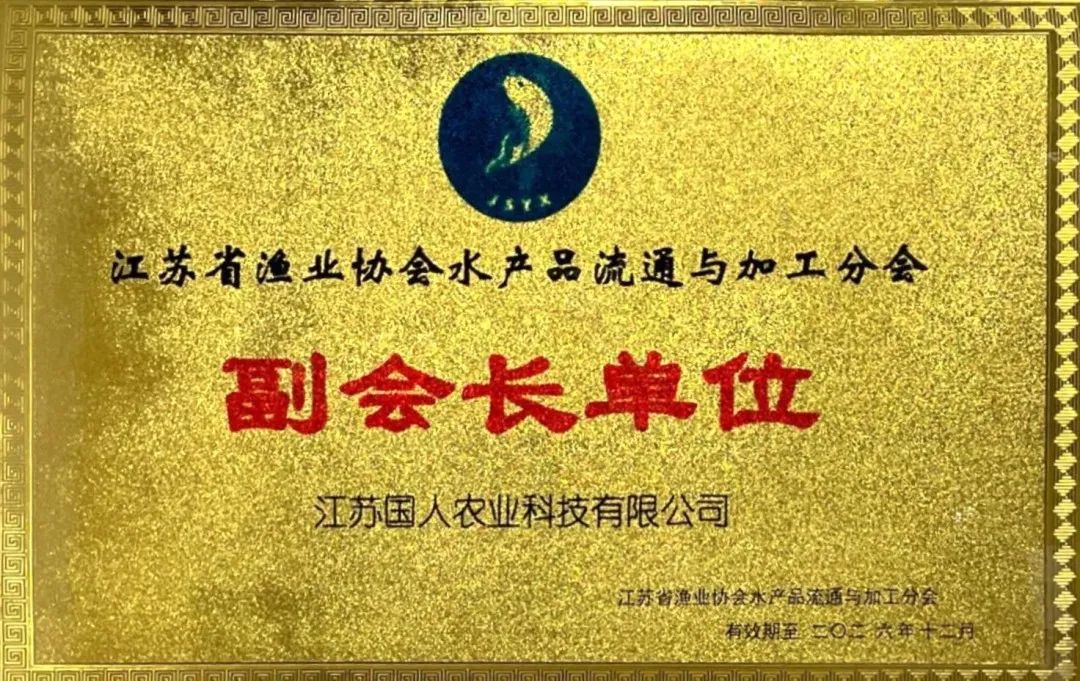 JSYX
江苏省渔业协会水产品流通与加工分会
副会长单位
江苏国人农业科技有限公司
江苏省渔业协会水产品流通与加工分会
有效期至 二〇二六年十二月